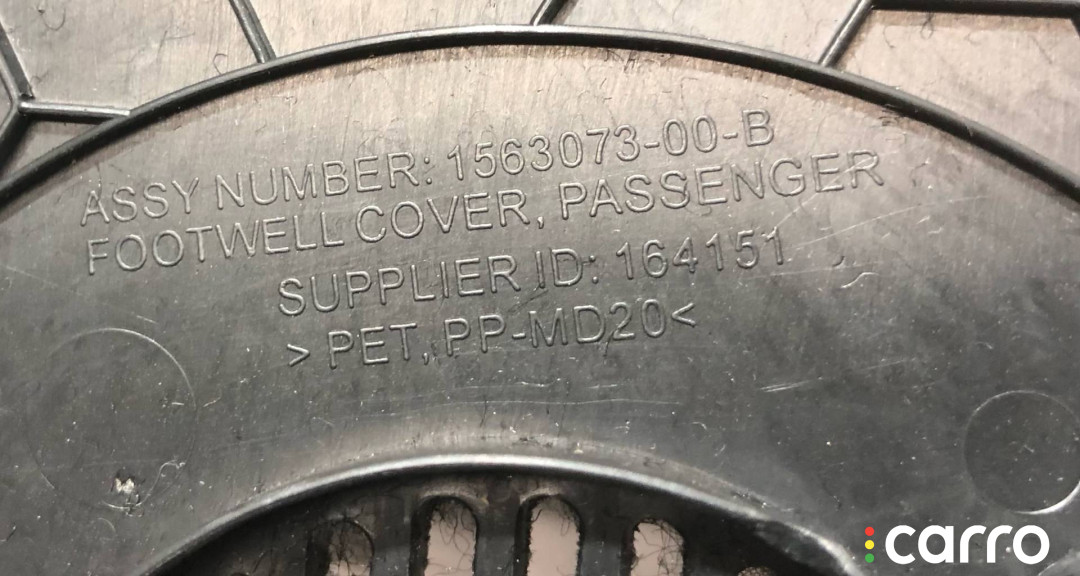 ASSY NUMBER: 1563073-00-B
FOOTWELL COVER, PASSENGER
SUPPLIER ID: 164151
>PET, PP-MD20<
carro